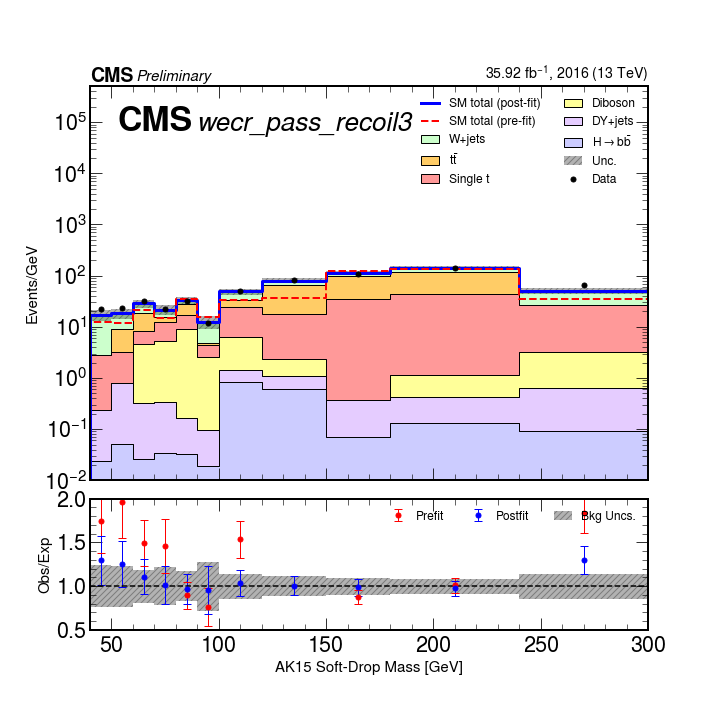 CMS Preliminary 35.92 fb⁻¹, 2016 (13 TeV)
CMS wecr_pass_recoil3
SM total (post-fit)
SM total (pre-fit)
W+jets
tt̄
Single t
Diboson
DY+jets
H→bb̄
Unc.
Data
Events/GeV
10⁵
10⁴
10³
10²
10¹
10⁰
10⁻¹
10⁻²
Prefit Postfit Bkg Uncs.
Obs/Exp
2.0
1.5
1.0
0.5
50 100 150 200 250 300
AK15 Soft-Drop Mass [GeV]